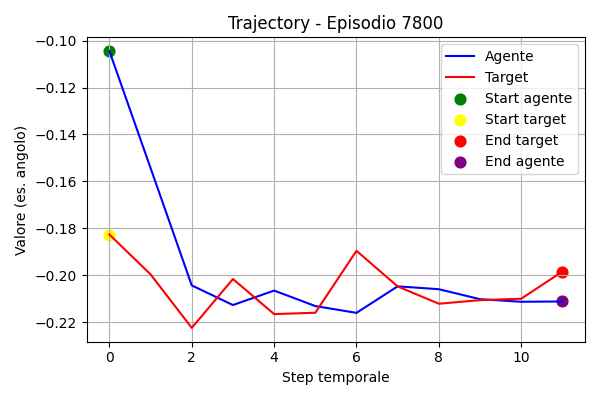 Trajectory - Episodio 7800
Valore (es. angolo)
−0.10
−0.12
−0.14
−0.16
−0.18
−0.20
−0.22
Agente
Target
Start agente
Start target
End target
End agente
0 2 4 6 8 10
Step temporale